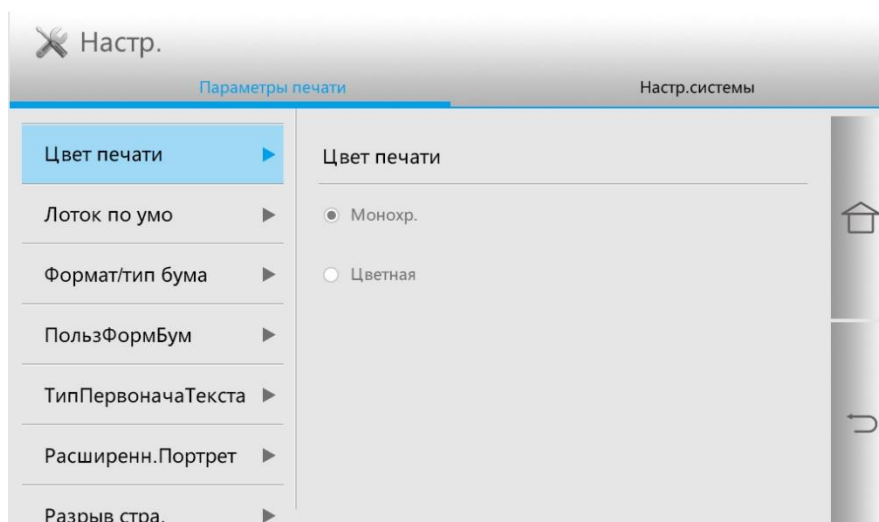 Настр.
Параметры печати
Настр.системы
Цвет печати
Лоток по умо
Формат/тип бума
ПользФормБум
ТипПервоначаТекста
Расширенн.Портрет
Разрыв стра.
Цвет печати
Монохр.
Цветная